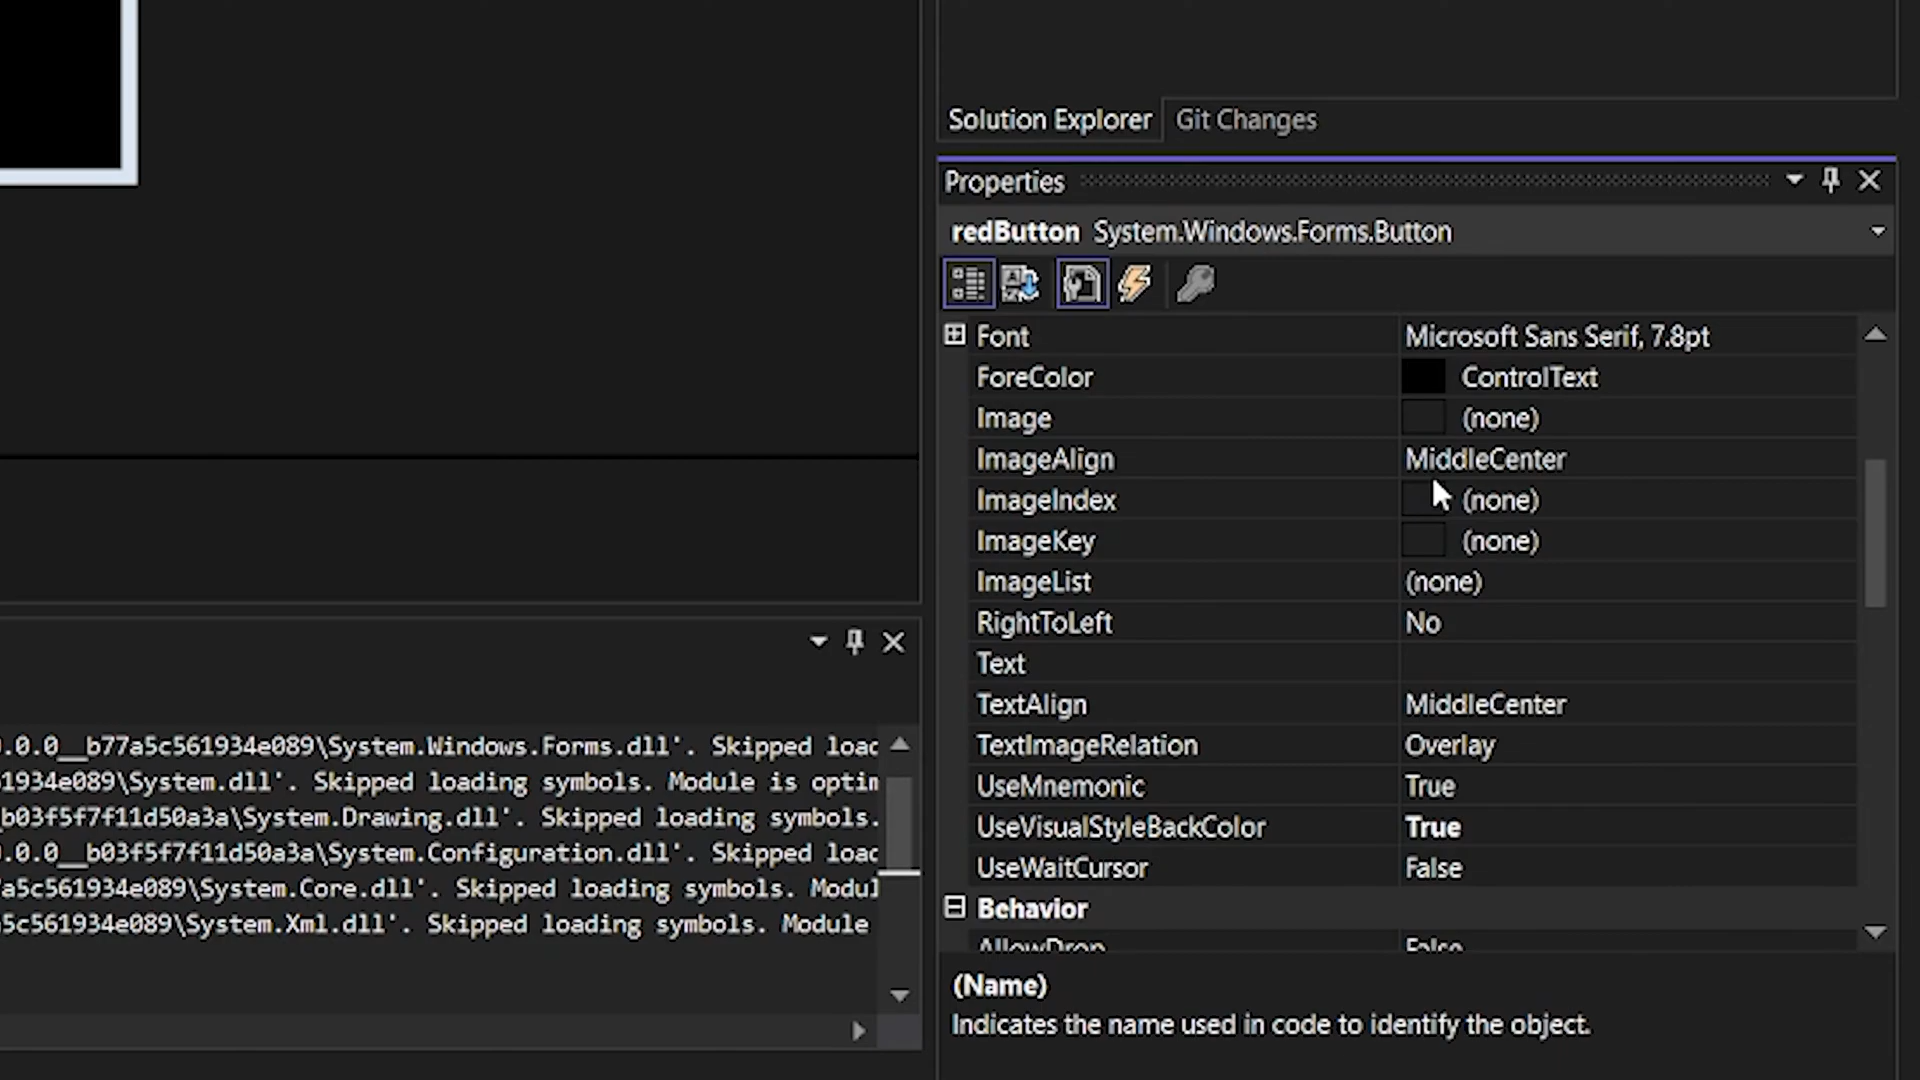 Solution Explorer Git Changes
Properties
redButton System.Windows.Forms.Button
Font Microsoft Sans Serif, 7.8pt
ForeColor ControlText
Image (none)
ImageAlign MiddleCenter
ImageIndex (none)
ImageKey (none)
ImageList (none)
RightToLeft No
Text
TextAlign MiddleCenter
TextImageRelation Overlay
UseMnemonic True
UseVisualStyleBackColor True
UseWaitCursor False
Behavior
AllowDrop False
(Name)
Indicates the name used in code to identify the object.
.0.0__b77a5c561934e089\System.Windows.Forms.dll'. Skipped loac
1934e089\System.dll'. Skipped loading symbols. Module is optim
b03f5f7f11d50a3a\System.Drawing.dll'. Skipped loading symbols.
.0.0__b03f5f7f11d50a3a\System.Configuration.dll'. Skipped loac
a5c561934e089\System.Core.dll'. Skipped loading symbols. Modul
5c561934e089\System.Xml.dll'. Skipped loading symbols. Module